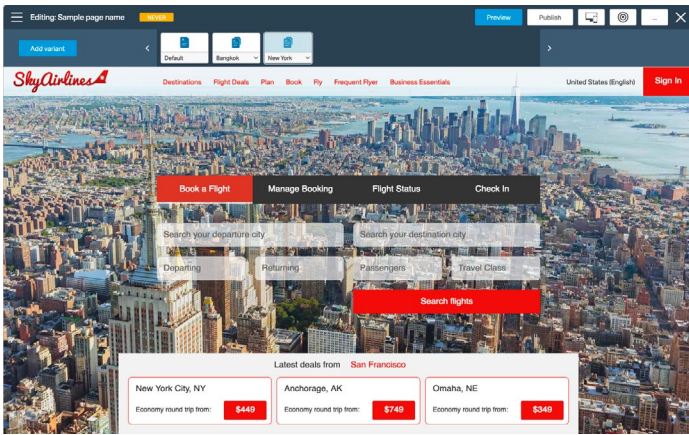 Editing: Sample page name
NEVER
Preview
Publish
...
Add variant
Default
Bangkok
New York
SkyAirlines
Destinations
Flight Deals
Plan
Book
Fly
Frequent Flyer
Business Essentials
United States (English)
Sign In
Book a Flight
Manage Booking
Flight Status
Check In
Search your departure city
Search your destination city
Departing
Returning
Passengers
Travel Class
Search flights
Latest deals from San Francisco
New York City, NY
Economy round trip from: $449
Anchorage, AK
Economy round trip from: $749
Omaha, NE
Economy round trip from: $349